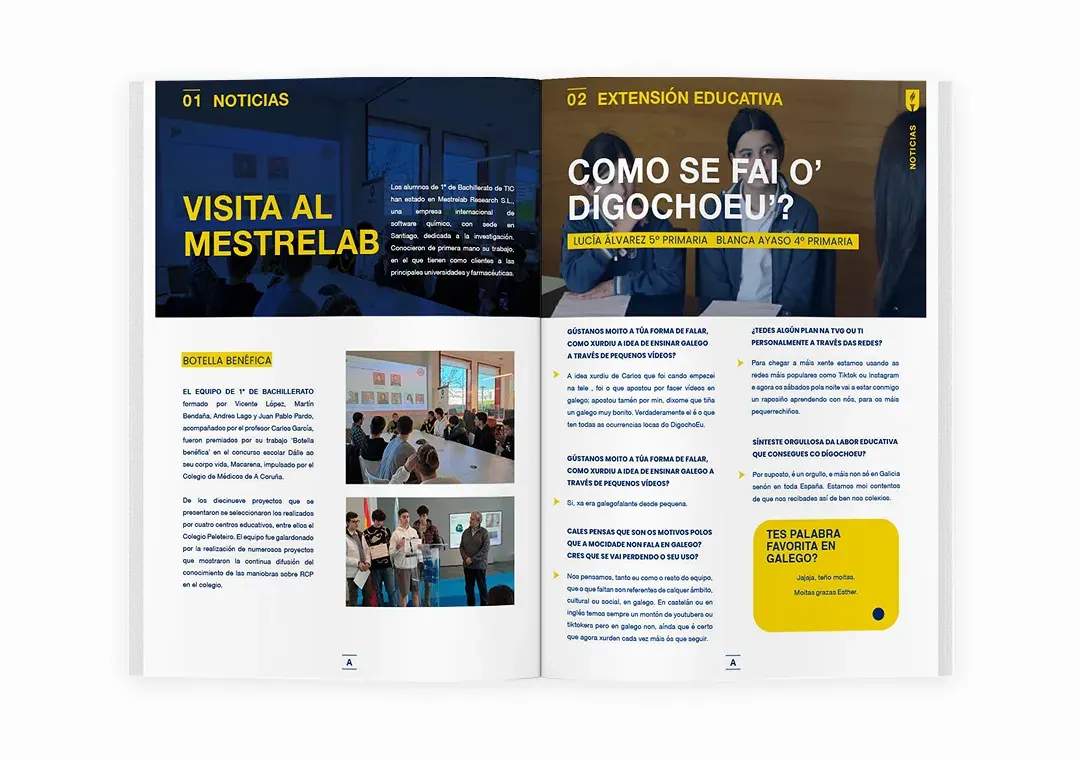 01 NOTICIAS
VISITA AL
MESTRELAB
Los alumnos de 1º de Bachillerato de TIC
han estado en Mestrelab Research S.L.,
una empresa internacional de
software químico, con sede en
Santiago, dedicada a la investigación.
Conocieron de primera mano su trabajo,
en el que tienen como clientes a las
principales universidades y farmacéuticas.
BOTELLA BENÉFICA
EL EQUIPO DE 1º DE BACHILLERATO
formado por Vicente López, Martín
Bendaña, Andres Lago y Juan Pablo Pardo,
acompañados por el profesor Carlos García,
fueron premiados por su trabajo 'Botella
benéfica' en el concurso escolar Dálle ao
seu corpo vida, Macarena, impulsado por el
Colegio de Médicos de A Coruña.
De los diecinueve proyectos que se
presentaron se seleccionaron los realizados
por cuatro centros educativos, entre ellos el
Colegio Peleteiro. El equipo fue galardonado
por la realización de numerosos proyectos
que mostraron la continua difusión del
conocimiento de las maniobras sobre RCP
en el colegio.
A
02 EXTENSIÓN EDUCATIVA
NOTICIAS
COMO SE FAI O'
DÍGOCHOEU'?
LUCÍA ÁLVAREZ 5º PRIMARIA BLANCA AYASO 4º PRIMARIA
GÚSTANOS MOITO A TÚA FORMA DE FALAR,
COMO XURDIU A IDEA DE ENSINAR GALEGO
A TRAVÉS DE PEQUENOS VÍDEOS?
A idea xurdiu de Carlos que foi cando empezei
na tele , foi o que apostou por facer vídeos en
galego; apostou tamén por min, dixome que tiña
un galego muy bonito. Verdaderamente el é o que
ten todas as ocurrencias locas do DigochoEu.
GÚSTANOS MOITO A TÚA FORMA DE FALAR,
COMO XURDIU A IDEA DE ENSINAR GALEGO A
TRAVÉS DE PEQUENOS VÍDEOS?
Si, xa era galegofalante desde pequena.
CALES PENSAS QUE SON OS MOTIVOS POLOS
QUE A MOCIDADE NON FALA EN GALEGO?
CRES QUE SE VAI PERDENDO O SEU USO?
Nos pensamos, tanto eu como o resto do equipo,
que o que faltan son referentes de calquer ámbito,
cultural ou social, en galego. En castelán ou en
inglés temos sempre un montón de youtubers ou
tiktokers pero en galego non, aínda que é certo
que agora xurden cada vez máis ós que seguir.
¿TEDES ALGÚN PLAN NA TVG OU TI
PERSONALMENTE A TRAVÉS DAS REDES?
Para chegar a máis xente estamos usando as
redes máis populares como Tiktok ou Instagram
e agora os sábados pola noite vai a estar conmigo
un raposiño aprendendo con nós, para os máis
pequerrechiños.
SÍNTESTE ORGULLOSA DA LABOR EDUCATIVA
QUE CONSEGUES CO DÍGOCHOEU?
Por suposto, é un orgullo, e máis non só en Galicia
senón en toda España. Estamos moi contentos
de que nos recibades así de ben nos colexios.
TES PALABRA
FAVORITA EN
GALEGO?
Jajaja, teño moitas.
Moitas grazas Esther.
A